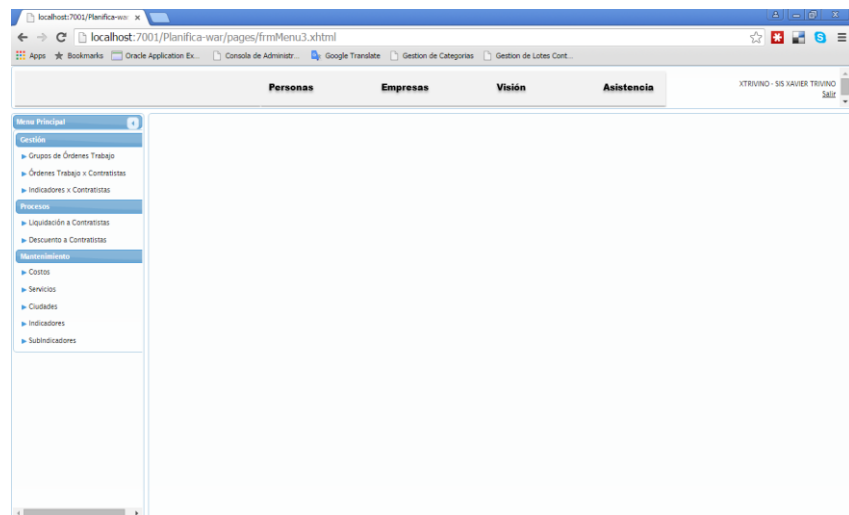 localhost:7001/Planifica-wa:
localhost:7001/Planifica-war/pages/frmMenu3.xhtml
Apps Bookmarks Oracle Application Ex... Consola de Administr... Google Translate Gestion de Categorias Gestion de Lotes Cont...
Personas Empresas Visión Asistencia
XTRIVINO - SIS XAVIER TRIVINO
Salir
Menu Principal
Gestión
Grupos de Órdenes Trabajo
Órdenes Trabajo x Contratistas
Indicadores x Contratistas
Procesos
Liquidación a Contratistas
Descuento a Contratistas
Mantenimiento
Costos
Servicios
Ciudades
Indicadores
SubIndicadores